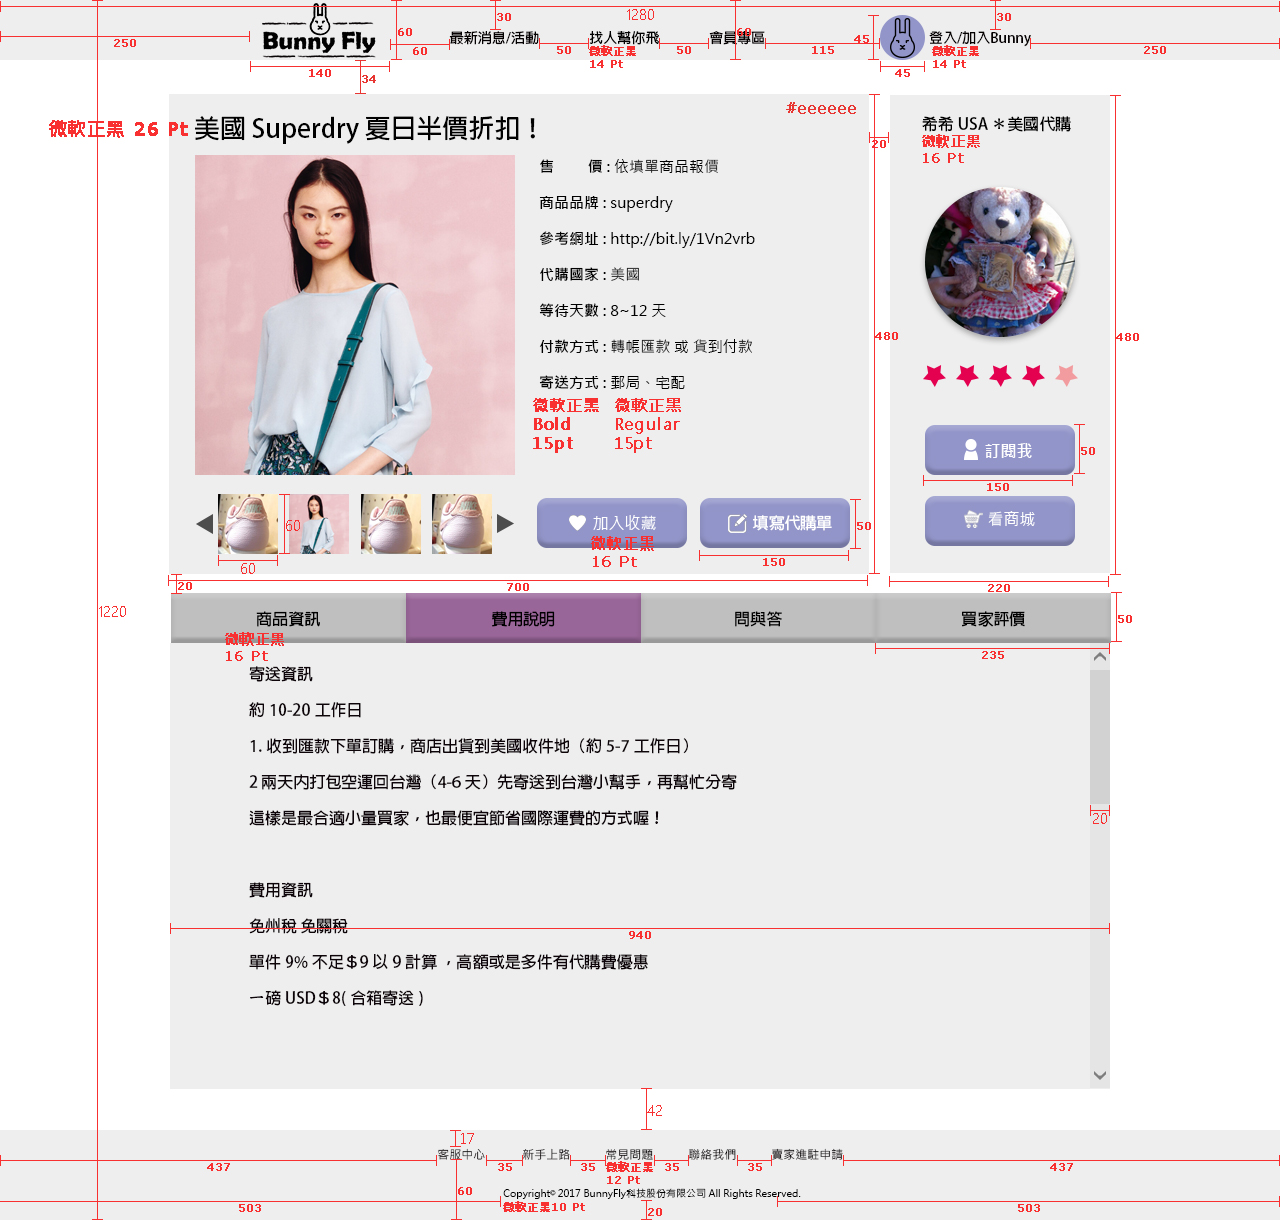 1280
30
30
60
60
250
Bunny Fly
60
最新消息/活動
50
找人幫你飛
50
會員專區
115
45
登入/加入Bunny
250
微軟正黑
14 Pt
微軟正黑
14 Pt
140
34
45
#eeeeee
微軟正黑 26 Pt
美國 Superdry 夏日半價折扣！
20
希希 USA ＊美國代購
微軟正黑
16 Pt
售 價 : 依填單商品報價
商品品牌 : superdry
參考網址 : http://bit.ly/1Vn2vrb
代購國家 : 美國
等待天數 : 8~12 天
付款方式 : 轉帳匯款 或 貨到付款
寄送方式 : 郵局、宅配
微軟正黑
Bold
15pt
微軟正黑
Regular
15pt
480
480
訂閱我
50
150
看商城
60
60
加入收藏
填寫代購單
50
微軟正黑
16 Pt
150
20
700
220
1220
商品資訊
費用說明
問與答
買家評價
50
微軟正黑
16 Pt
235
寄送資訊
約 10-20 工作日
1. 收到匯款下單訂購，商店出貨到美國收件地（約 5-7 工作日）
2 兩天內打包空運回台灣（4-6 天）先寄送到台灣小幫手，再幫忙分寄
這樣是最合適小量買家，也最便宜節省國際運費的方式喔！
20
費用資訊
免州稅 免關稅
940
單件 9% 不足＄9 以 9 計算 ，高額或是多件有代購費優惠
一磅 USD＄8( 合箱寄送 )
42
17
437
客服中心
35
新手上路
35
常見問題
35
聯絡我們
35
賣家進駐申請
437
微軟正黑
12 Pt
60
Copyright© 2017 BunnyFly科技股份有限公司 All Rights Reserved.
503
微軟正黑10 Pt
20
503